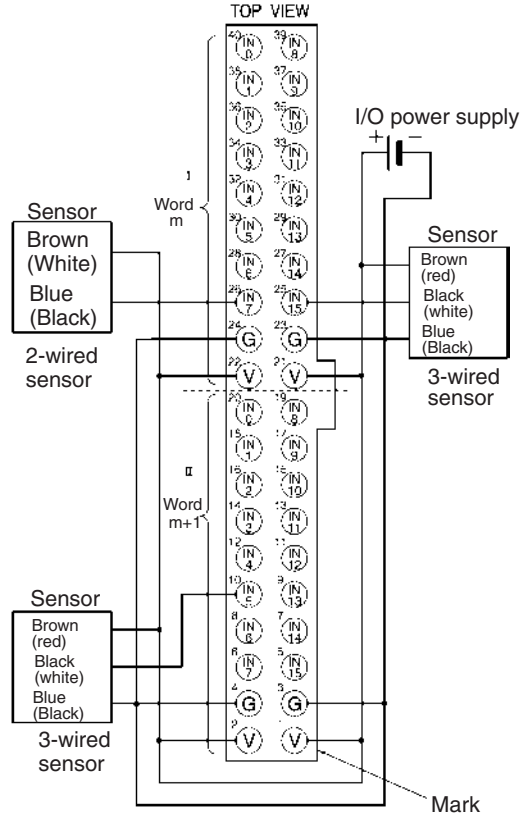 TOP VIEW
40 IN 0 39 IN 8
IN 1 37 IN 9
36 IN 2 35 IN 10
34 IN 3 33 IN 11
32 IN 4 IN 12
30 IN 5 29 IN 13
28 IN 6 27 IN 14
26 IN 7 25 IN 15
24 G 23 G
22 V 21 V
20 IN 0 19 IN 8
IN 1 17 IN 9
IN 2 IN 10
14 IN 3 13 IN 11
12 IN 4 11 IN 12
10 IN 5 9 IN 13
8 IN 6 7 IN 14
6 IN 7 5 IN 15
4 G 3 G
2 V 1 V
I
Word
m
II
Word
m+1
I/O power supply
+ −
Sensor
Brown
(White)
Blue
(Black)
2-wired
sensor
Sensor
Brown
(red)
Black
(white)
Blue
(Black)
3-wired
sensor
Sensor
Brown
(red)
Black
(white)
Blue
(Black)
3-wired
sensor
Mark